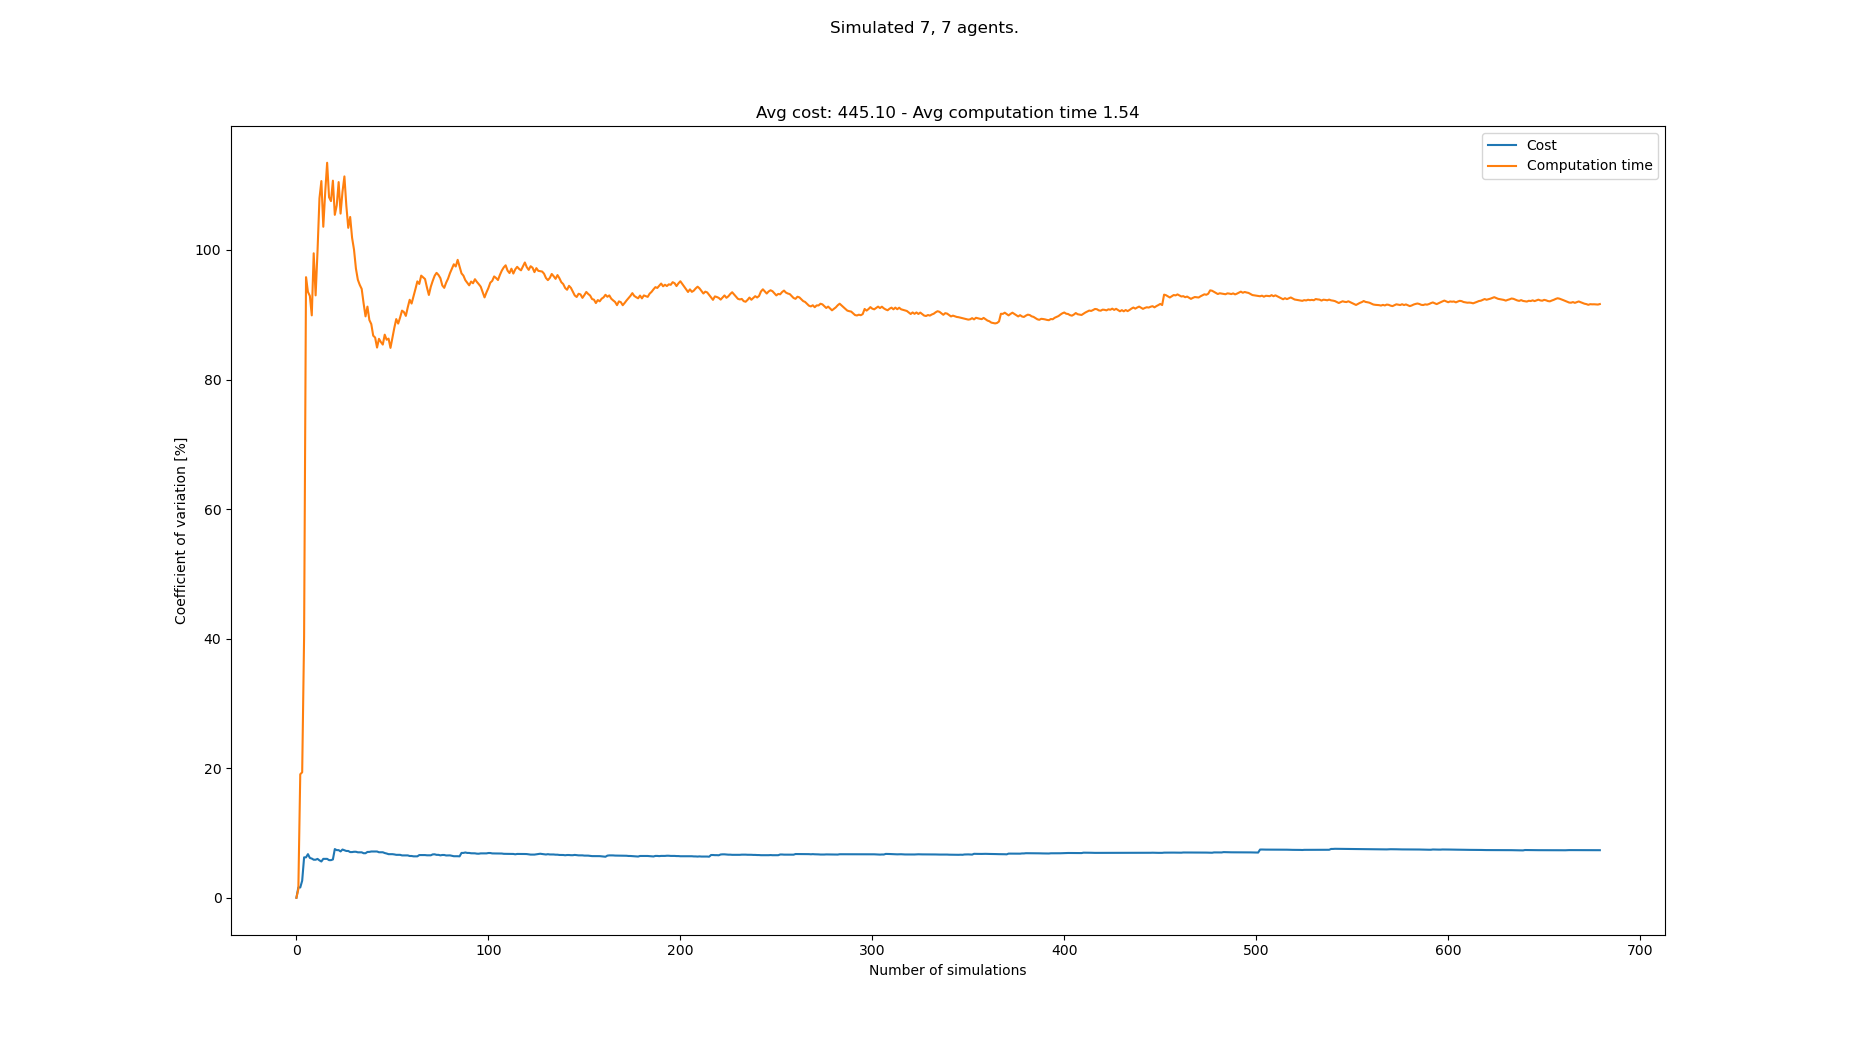 Simulated 7, 7 agents.
Avg cost: 445.10 - Avg computation time 1.54
Cost
Computation time
Coefficient of variation [%]
100
80
60
40
20
0
0 100 200 300 400 500 600 700
Number of simulations